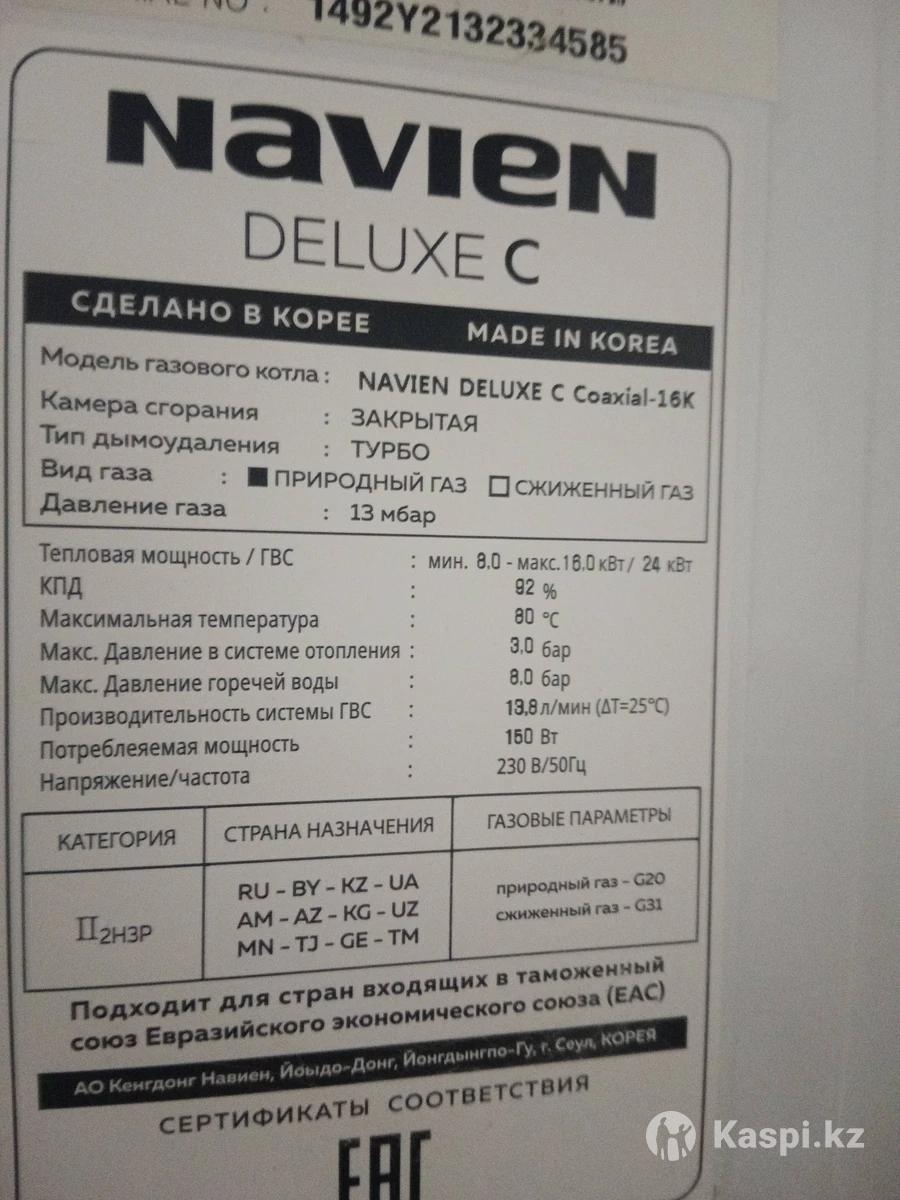 1492Y2132334585
NAVIEN
DELUXE C
СДЕЛАНО В КОРЕЕ MADE IN KOREA
Модель газового котла : NAVIEN DELUXE C Coaxial-16K
Камера сгорания : ЗАКРЫТАЯ
Тип дымоудаления : ТУРБО
Вид газа : ПРИРОДНЫЙ ГАЗ СЖИЖЕННЫЙ ГАЗ
Давление газа : 13 мбар
Тепловая мощность / ГВС : мин. 8,0 - макс.16,0 кВт/ 24 кВт
КПД : 92 %
Максимальная температура : 80 °C
Макс. Давление в системе отопления : 3,0 бар
Макс. Давление горечей воды : 8,0 бар
Производительность системы ГВС : 13,8 л/мин (ΔT=25°C)
Потреблеяемая мощность : 150 Вт
Напряжение/частота : 230 В/50Гц
КАТЕГОРИЯ СТРАНА НАЗНАЧЕНИЯ ГАЗОВЫЕ ПАРАМЕТРЫ
II2H3P
RU - BY - KZ - UA
AM - AZ - KG - UZ
MN - TJ - GE - TM
природный газ - G20
сжиженный газ - G31
Подходит для стран входящих в таможенный
союз Евразийского экономического союза (ЕАС)
АО Кенгдонг Навиен, Йоыдо-Донг, Йонгдынгпо-Гу, г. Сеул, КОРЕЯ
СЕРТИФИКАТЫ СООТВЕТСТВИЯ
EAC
Kaspi.kz